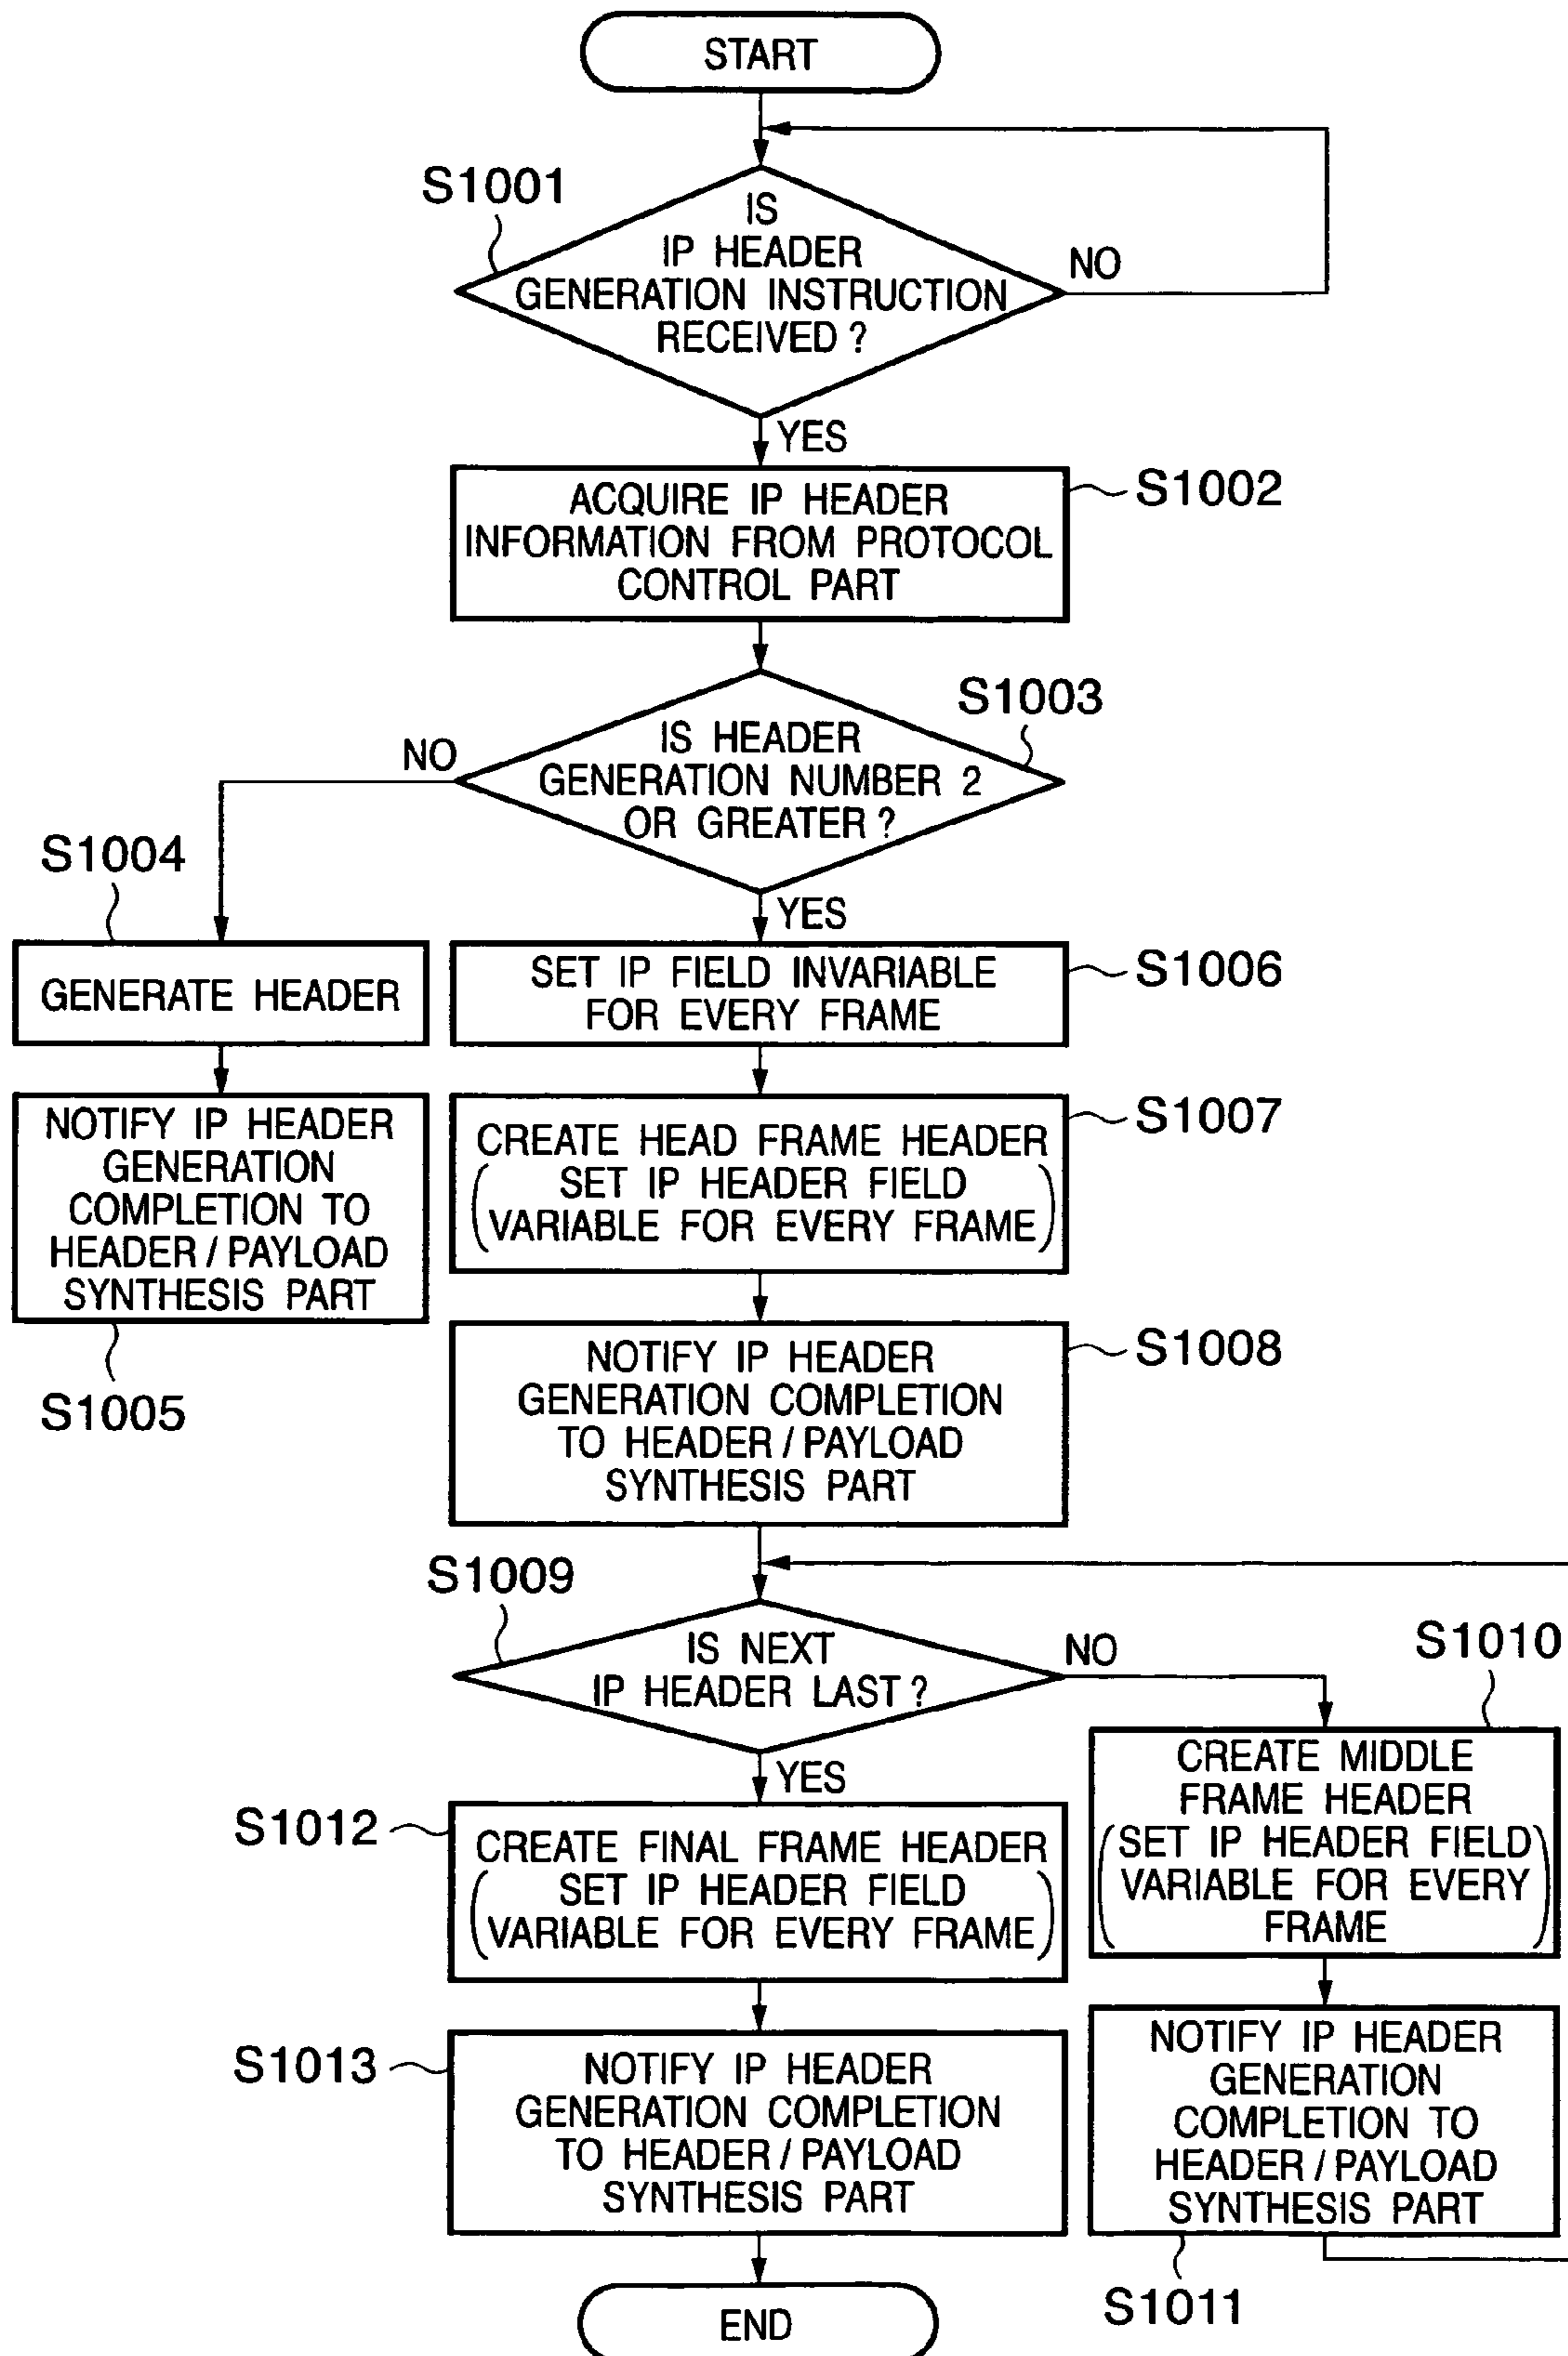 START
S1001
IS
IP HEADER
GENERATION INSTRUCTION
RECEIVED ?
NO
YES
ACQUIRE IP HEADER
INFORMATION FROM PROTOCOL
CONTROL PART
S1002
S1003
IS HEADER
GENERATION NUMBER 2
OR GREATER ?
NO
YES
S1004
GENERATE HEADER
NOTIFY IP HEADER
GENERATION
COMPLETION TO
HEADER / PAYLOAD
SYNTHESIS PART
S1005
SET IP FIELD INVARIABLE
FOR EVERY FRAME
S1006
CREATE HEAD FRAME HEADER
( SET IP HEADER FIELD
VARIABLE FOR EVERY FRAME )
S1007
NOTIFY IP HEADER
GENERATION COMPLETION
TO HEADER / PAYLOAD
SYNTHESIS PART
S1008
S1009
IS NEXT
IP HEADER LAST ?
NO
YES
S1010
CREATE MIDDLE
FRAME HEADER
( SET IP HEADER FIELD
VARIABLE FOR EVERY
FRAME )
NOTIFY IP HEADER
GENERATION
COMPLETION TO
HEADER / PAYLOAD
SYNTHESIS PART
S1011
S1012
CREATE FINAL FRAME HEADER
( SET IP HEADER FIELD
VARIABLE FOR EVERY FRAME )
S1013
NOTIFY IP HEADER
GENERATION COMPLETION
TO HEADER / PAYLOAD
SYNTHESIS PART
END